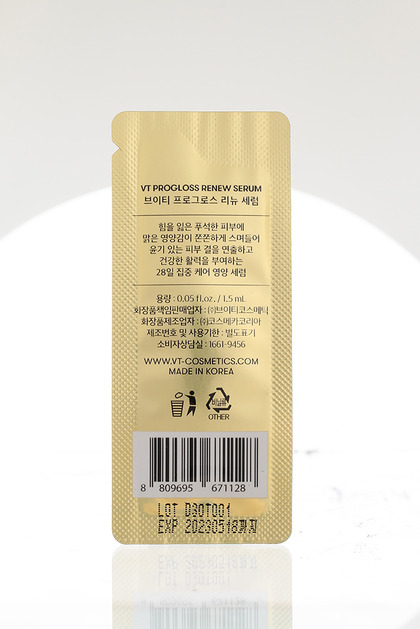 VT PROGLOSS RENEW SERUM
브이티 프로그로스 리뉴 세럼
힘을 잃은 푸석한 피부에
맑은 영양감이 쫀쫀하게 스며들어
윤기 있는 피부 결을 연출하고
건강한 활력을 부여하는
28일 집중 케어 영양 세럼
용량 : 0.05 fl.oz. / 1.5 mL
화장품책임판매업자 : ㈜브이티코스메틱
화장품제조업자 : ㈜코스메카코리아
제조번호 및 사용기한 : 별도표기
소비자상담실 : 1661-9456
WWW.VT-COSMETICS.COM
MADE IN KOREA
비닐류
OTHER
8 809695 671128
LOT DG0T001
EXP 20230518까지